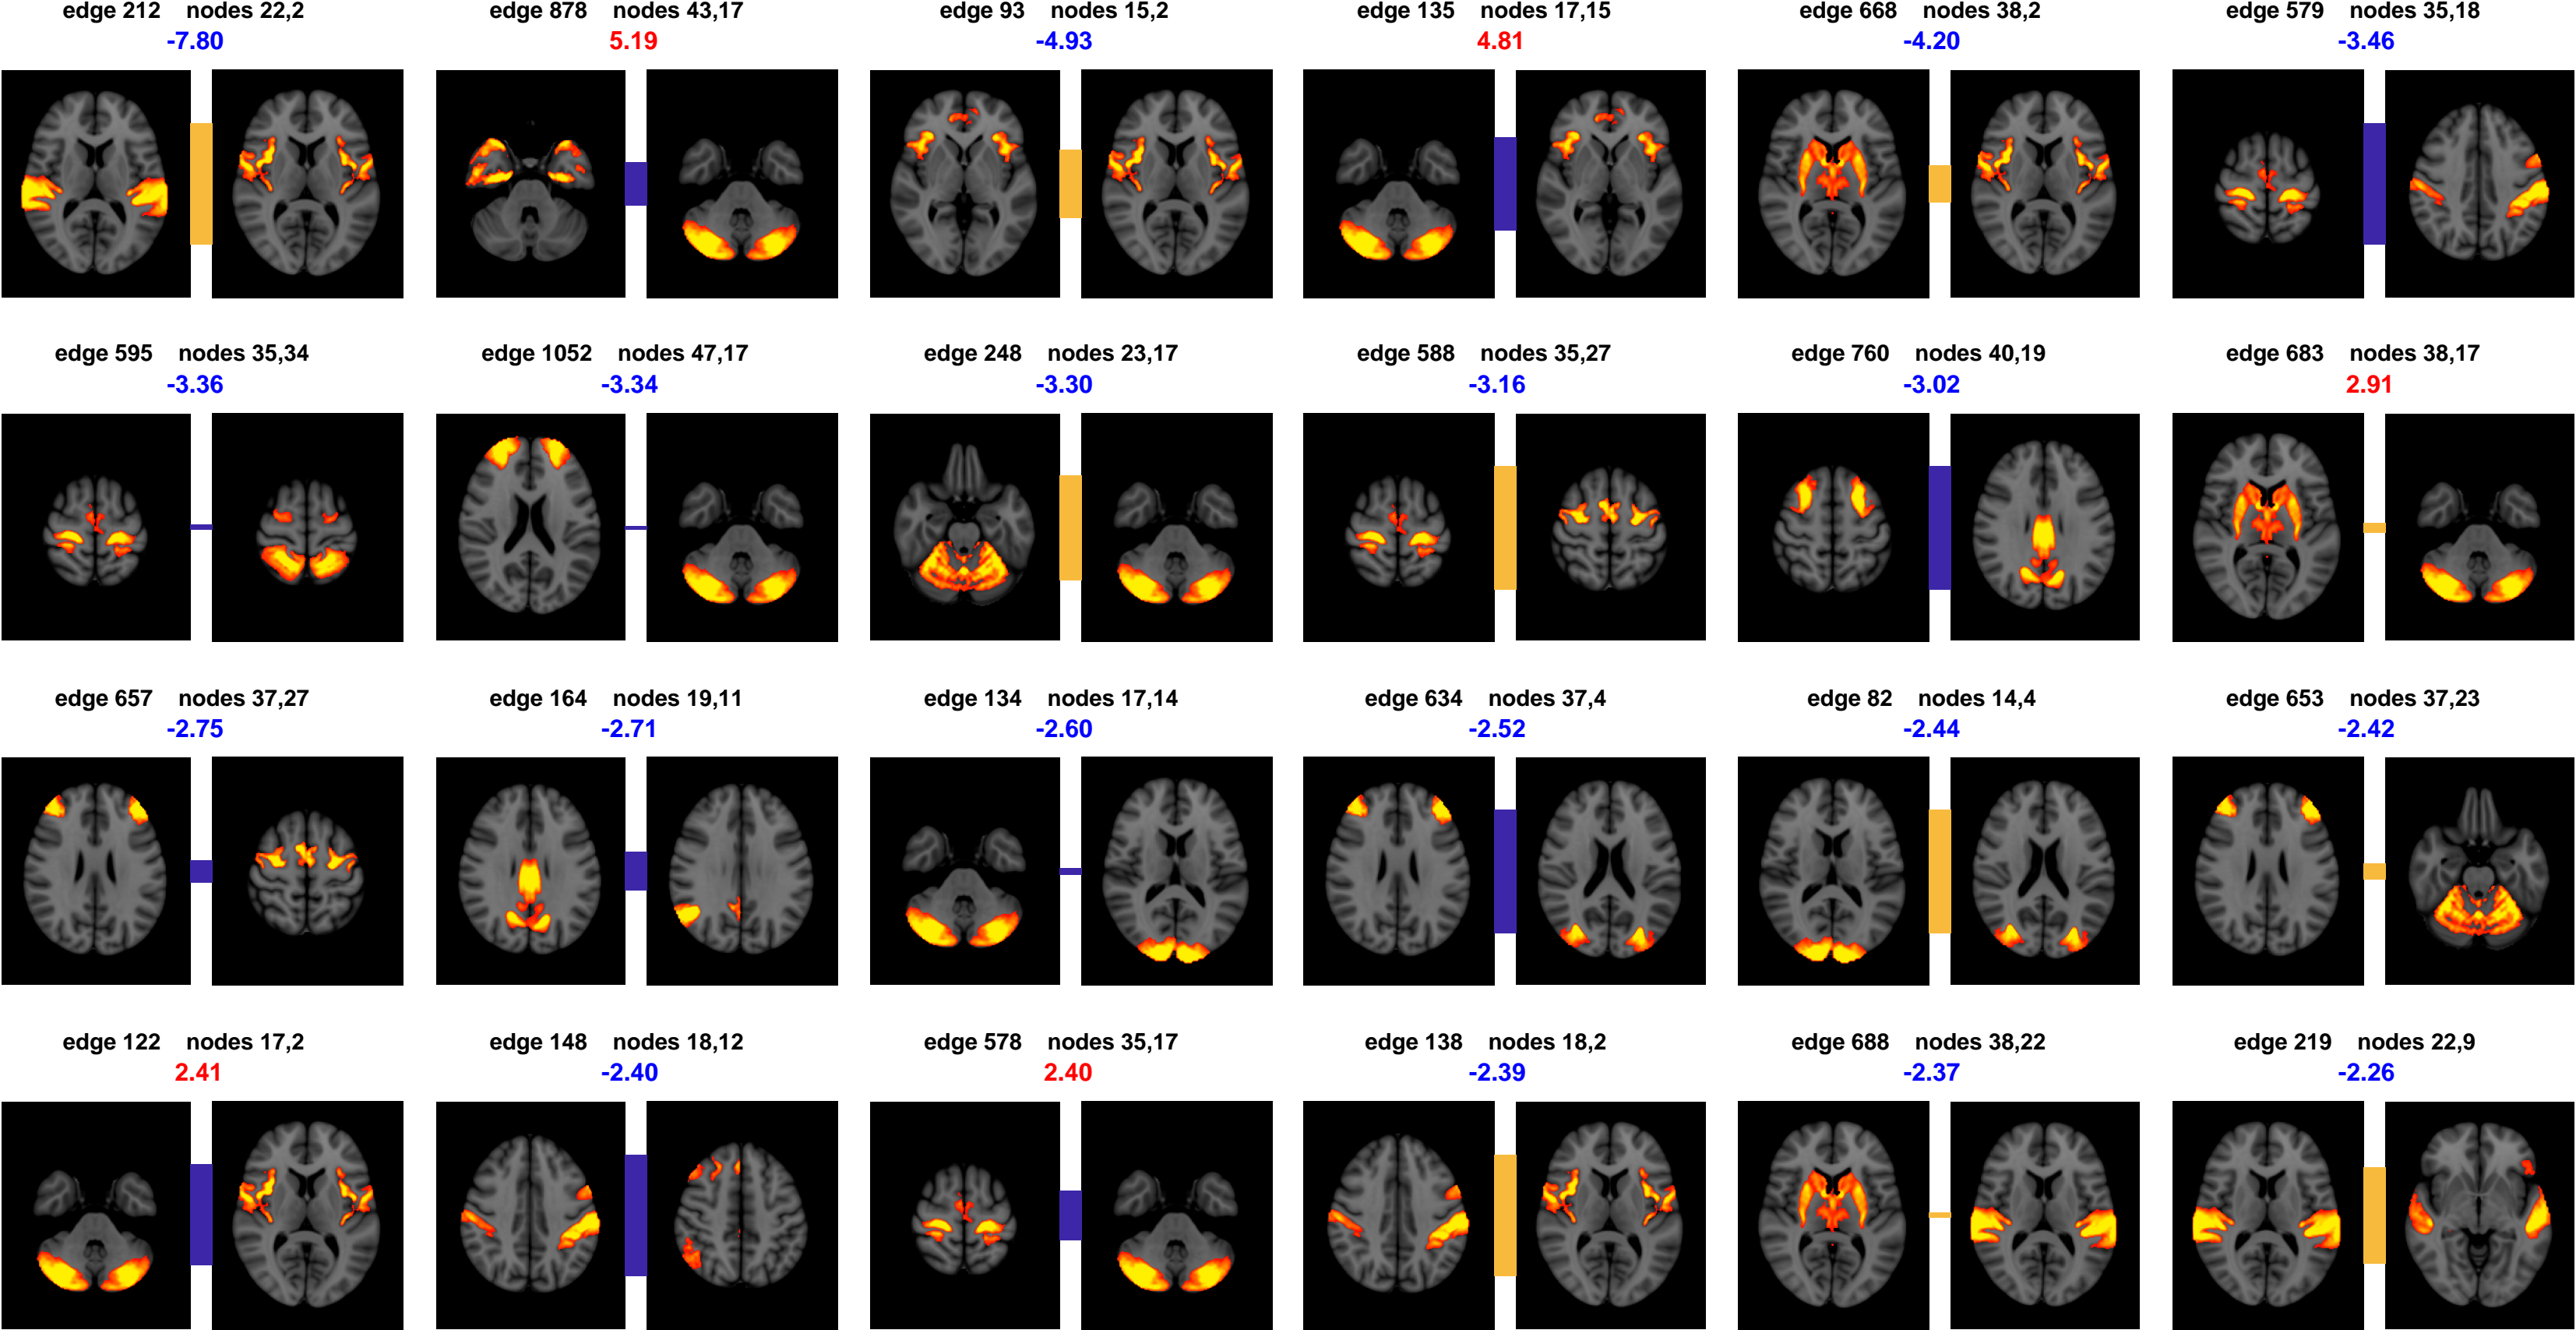 edge 212 nodes 22,2
-7.80
edge 878 nodes 43,17
5.19
edge 93 nodes 15,2
-4.93
edge 135 nodes 17,15
4.81
edge 668 nodes 38,2
-4.20
edge 579 nodes 35,18
-3.46
edge 595 nodes 35,34
-3.36
edge 1052 nodes 47,17
-3.34
edge 248 nodes 23,17
-3.30
edge 588 nodes 35,27
-3.16
edge 760 nodes 40,19
-3.02
edge 683 nodes 38,17
2.91
edge 657 nodes 37,27
-2.75
edge 164 nodes 19,11
-2.71
edge 134 nodes 17,14
-2.60
edge 634 nodes 37,4
-2.52
edge 82 nodes 14,4
-2.44
edge 653 nodes 37,23
-2.42
edge 122 nodes 17,2
2.41
edge 148 nodes 18,12
-2.40
edge 578 nodes 35,17
2.40
edge 138 nodes 18,2
-2.39
edge 688 nodes 38,22
-2.37
edge 219 nodes 22,9
-2.26